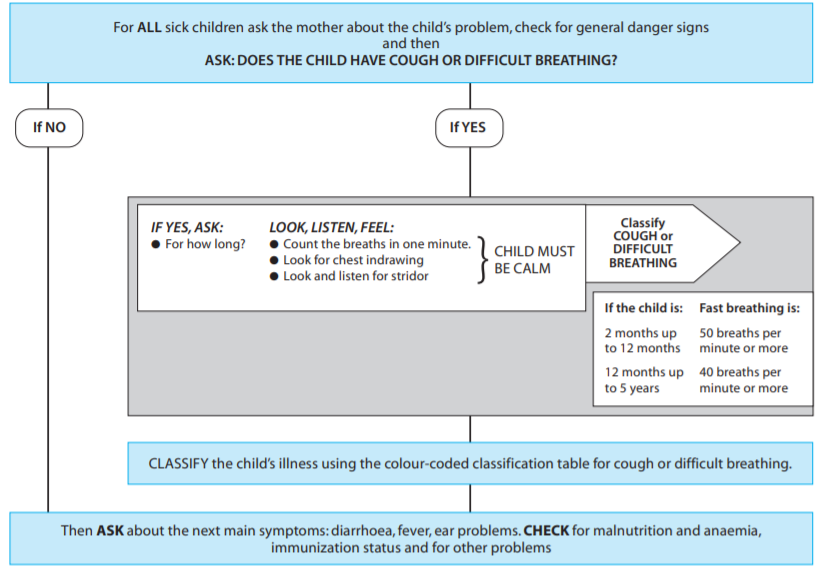 For ALL sick children ask the mother about the child's problem, check for general danger signs
and then
ASK: DOES THE CHILD HAVE COUGH OR DIFFICULT BREATHING?
If NO
If YES
IF YES, ASK:
● For how long?
LOOK, LISTEN, FEEL:
● Count the breaths in one minute.
● Look for chest indrawing
● Look and listen for stridor
CHILD MUST
BE CALM
Classify
COUGH or
DIFFICULT
BREATHING
If the child is: Fast breathing is:
2 months up 50 breaths per
to 12 months minute or more
12 months up 40 breaths per
to 5 years minute or more
CLASSIFY the child's illness using the colour-coded classification table for cough or difficult breathing.
Then ASK about the next main symptoms: diarrhoea, fever, ear problems. CHECK for malnutrition and anaemia,
immunization status and for other problems